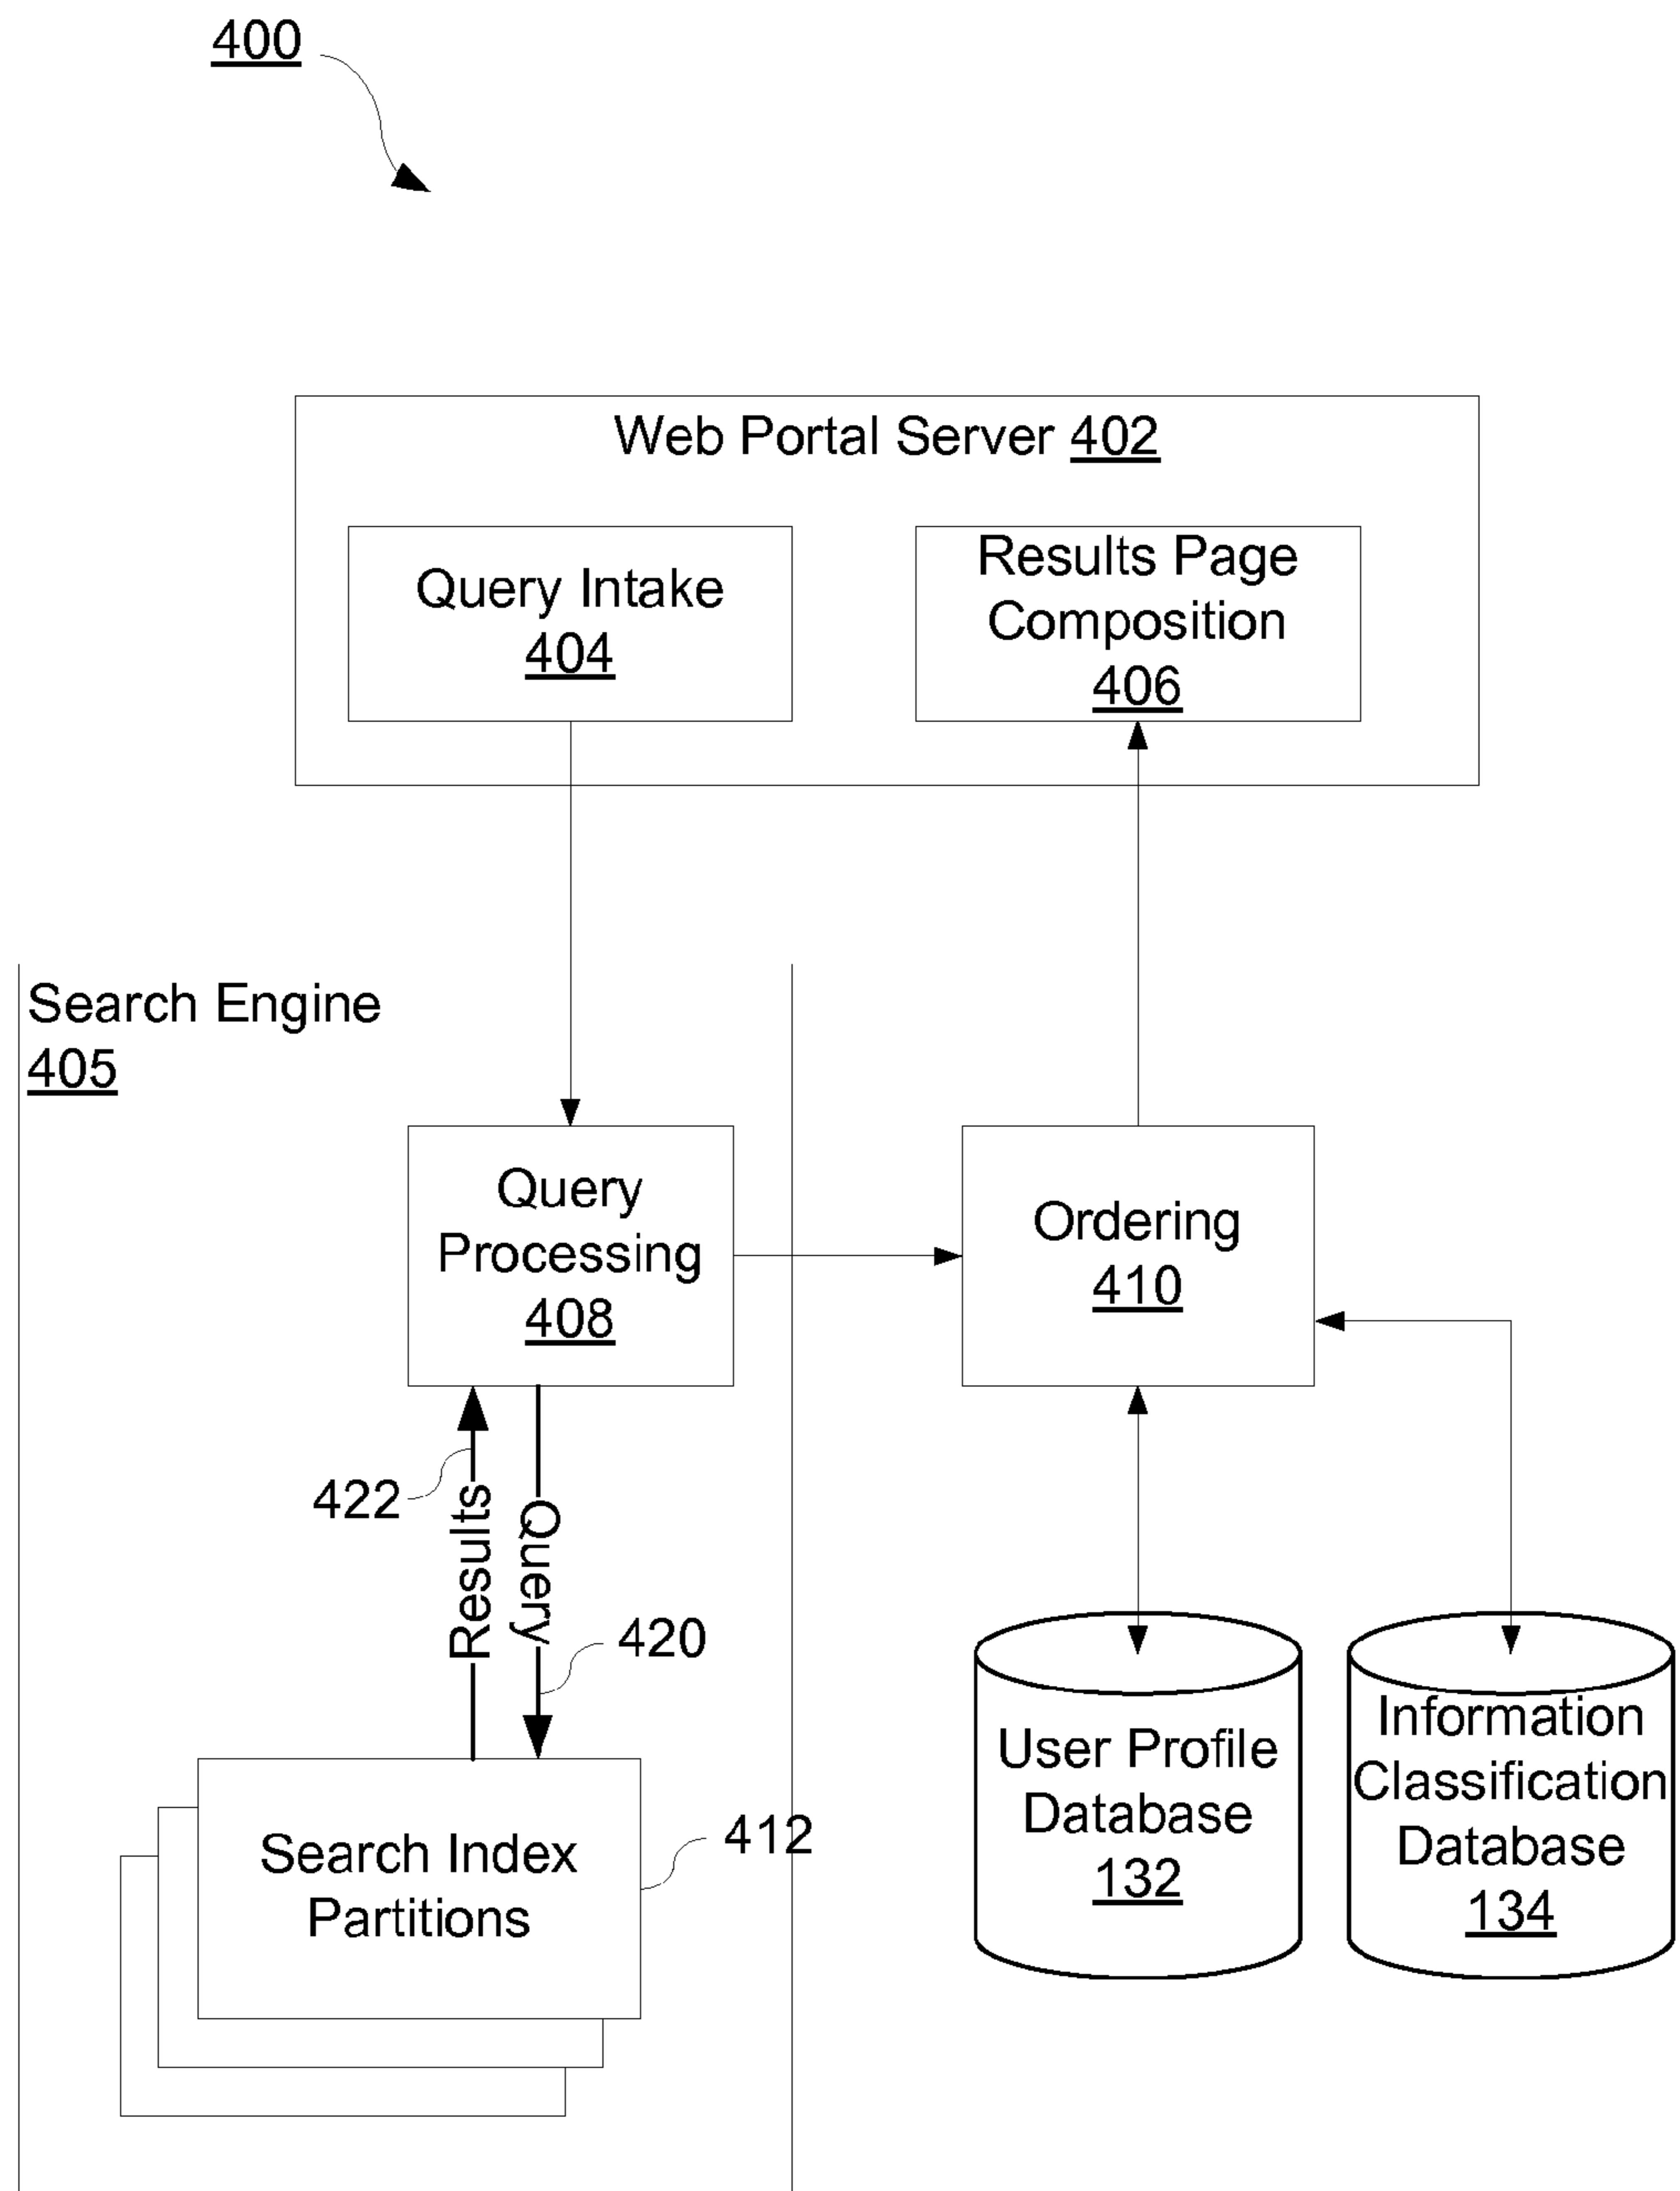 400
Web Portal Server 402
Query Intake
404
Results Page
Composition
406
Search Engine
405
Query
Processing
408
Ordering
410
422
Results
Query
420
Search Index
Partitions
412
User Profile
Database
132
Information
Classification
Database
134